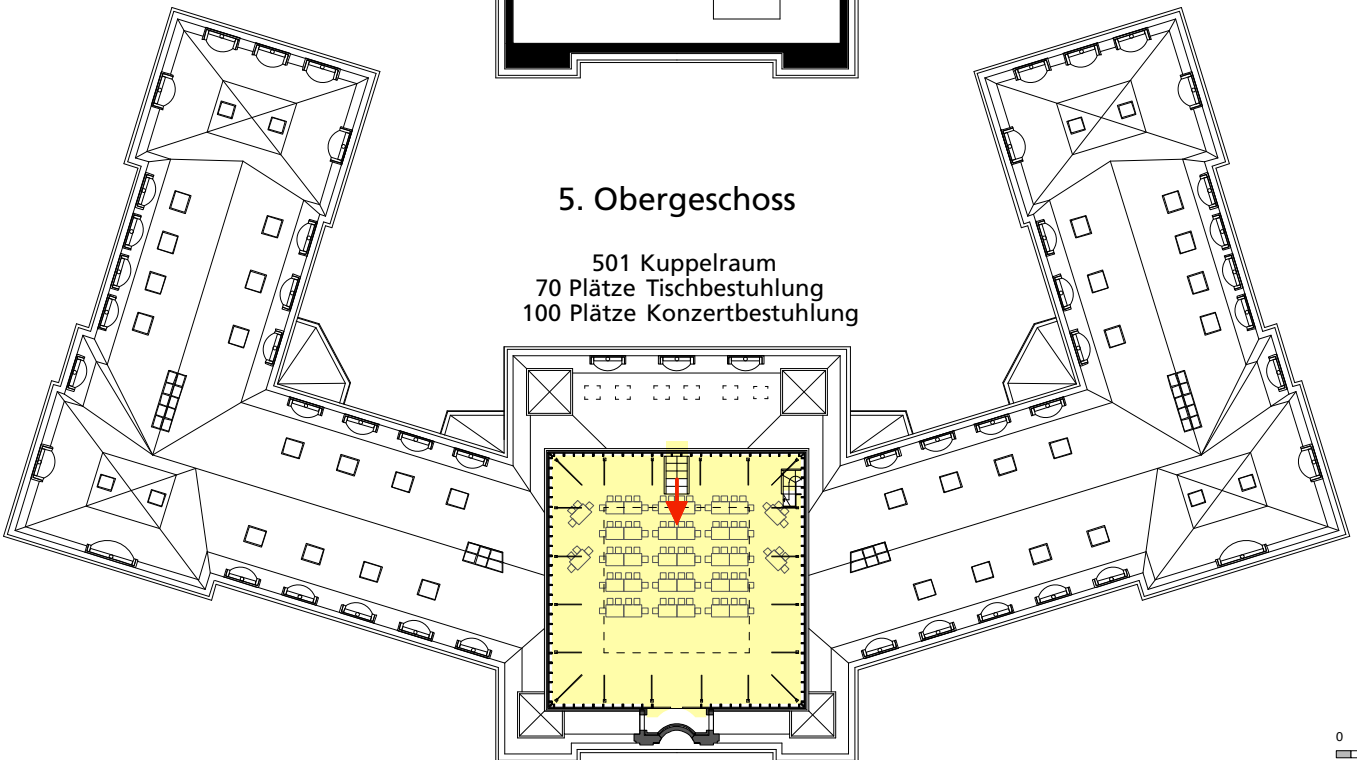 5. Obergeschoss
501 Kuppelraum
70 Plätze Tischbestuhlung
100 Plätze Konzertbestuhlung
0